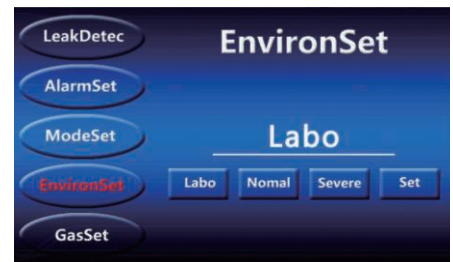 LeakDetec
AlarmSet
ModeSet
EnvironSet
GasSet
EnvironSet
Labo
Labo Nomal Severe Set